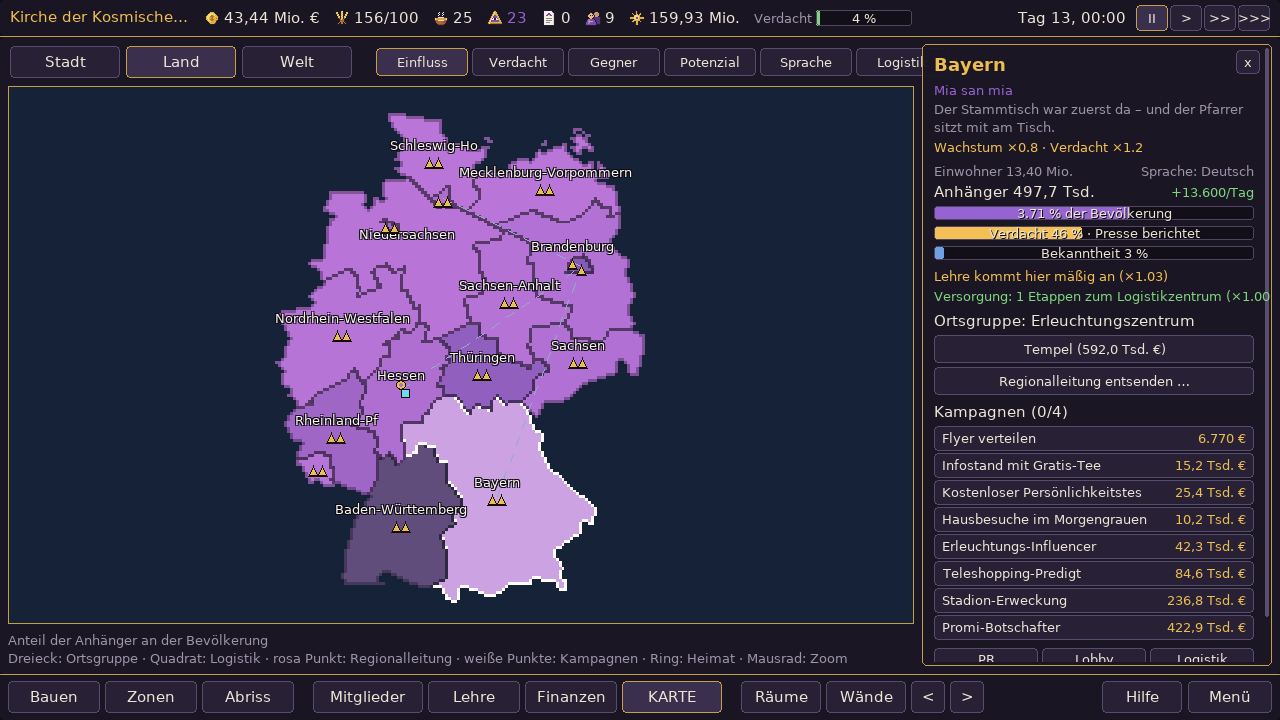 Kirche der Kosmische... 43,44 Mio. € 156/100 25 23 0 9 159,93 Mio. Verdacht 4 % Tag 13, 00:00 II > >> >>>
Stadt Land Welt Einfluss Verdacht Gegner Potenzial Sprache Logistik
Bayern x
Mia san mia
Der Stammtisch war zuerst da – und der Pfarrer
sitzt mit am Tisch.
Wachstum ×0.8 · Verdacht ×1.2
Einwohner 13,40 Mio. Sprache: Deutsch
Anhänger 497,7 Tsd. +13.600/Tag
3.71 % der Bevölkerung
Verdacht 46 % · Presse berichtet
Bekanntheit 3 %
Lehre kommt hier mäßig an (×1.03)
Versorgung: 1 Etappen zum Logistikzentrum (×1.00
Ortsgruppe: Erleuchtungszentrum
Tempel (592,0 Tsd. €)
Regionalleitung entsenden ...
Kampagnen (0/4)
Flyer verteilen 6.770 €
Infostand mit Gratis-Tee 15,2 Tsd. €
Kostenloser Persönlichkeitstes 25,4 Tsd. €
Hausbesuche im Morgengrauen 10,2 Tsd. €
Erleuchtungs-Influencer 42,3 Tsd. €
Teleshopping-Predigt 84,6 Tsd. €
Stadion-Erweckung 236,8 Tsd. €
Promi-Botschafter 422,9 Tsd. €
PR Lobby Logistik
Schleswig-Ho
Mecklenburg-Vorpommern
Niedersachsen
Brandenburg
Sachsen-Anhalt
Nordrhein-Westfalen
Sachsen
Thüringen
Hessen
Rheinland-Pf
Bayern
Baden-Württemberg
Anteil der Anhänger an der Bevölkerung
Dreieck: Ortsgruppe · Quadrat: Logistik · rosa Punkt: Regionalleitung · weiße Punkte: Kampagnen · Ring: Heimat · Mausrad: Zoom
Bauen Zonen Abriss Mitglieder Lehre Finanzen KARTE Räume Wände < > Hilfe Menü